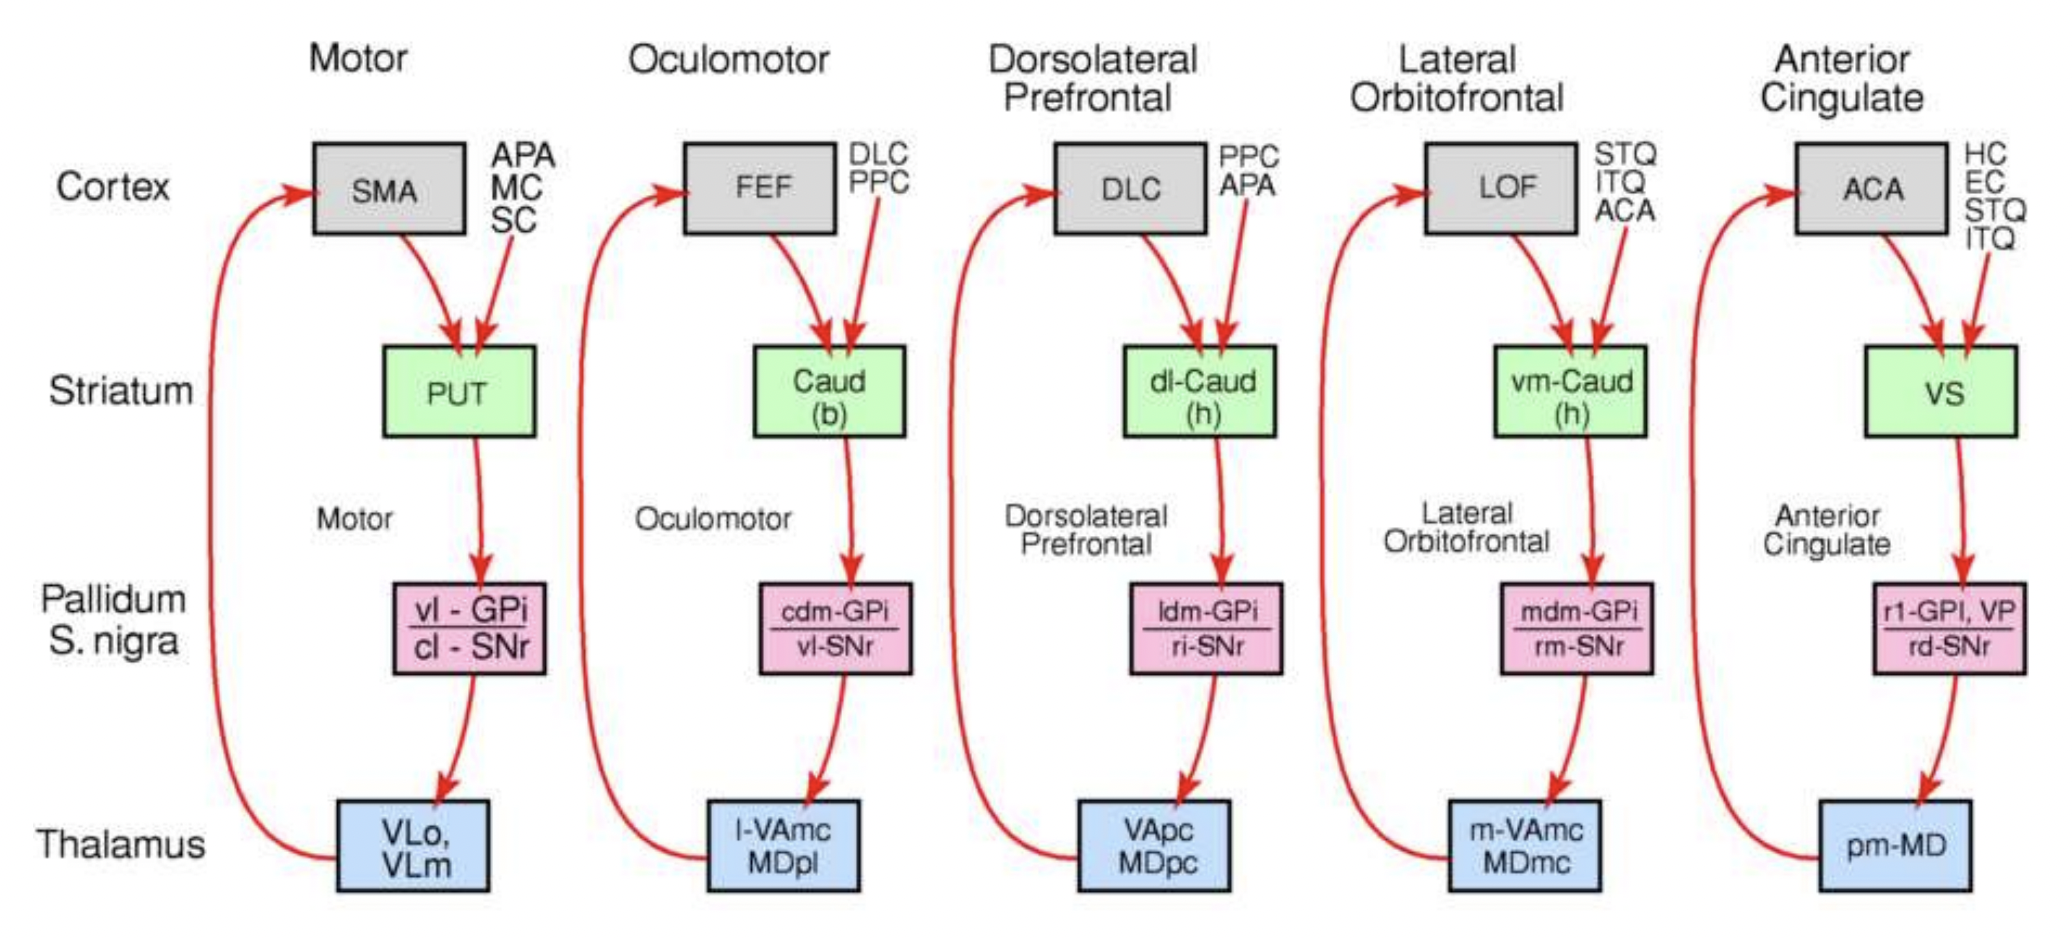 Motor
Oculomotor
Dorsolateral
Prefrontal
Lateral
Orbitofrontal
Anterior
Cingulate
Cortex
SMA
APA
MC
SC
FEF
DLC
PPC
DLC
PPC
APA
LOF
STQ
ITQ
ACA
ACA
HC
EC
STQ
ITQ
Striatum
PUT
Caud
(b)
dl-Caud
(h)
vm-Caud
(h)
VS
Motor
Oculomotor
Dorsolateral
Prefrontal
Lateral
Orbitofrontal
Anterior
Cingulate
Pallidum
S. nigra
vl - GPi
cl - SNr
cdm-GPi
vl-SNr
ldm-GPi
ri-SNr
mdm-GPi
rm-SNr
r1-GPI, VP
rd-SNr
Thalamus
VLo,
VLm
l-VAmc
MDpl
VApc
MDpc
m-VAmc
MDmc
pm-MD